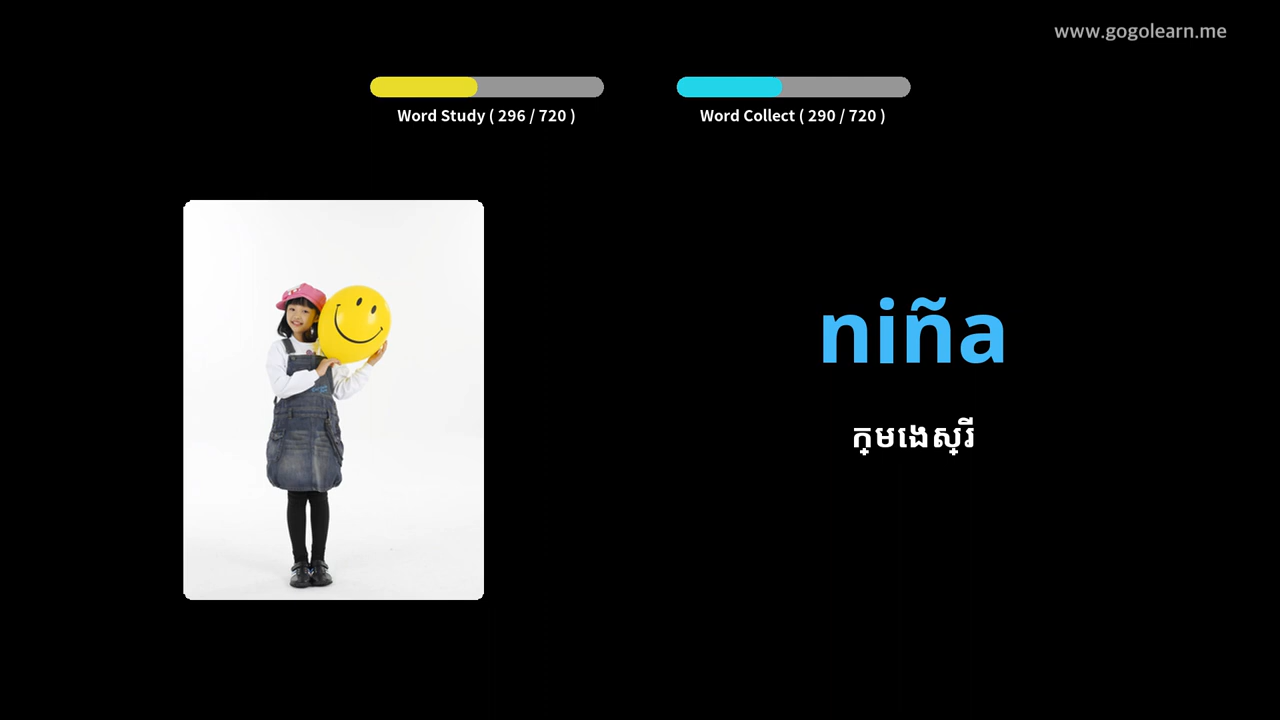 www.gogolearn.me
Word Study ( 296 / 720 )
Word Collect ( 290 / 720 )
niña
ក្មេងស្រី